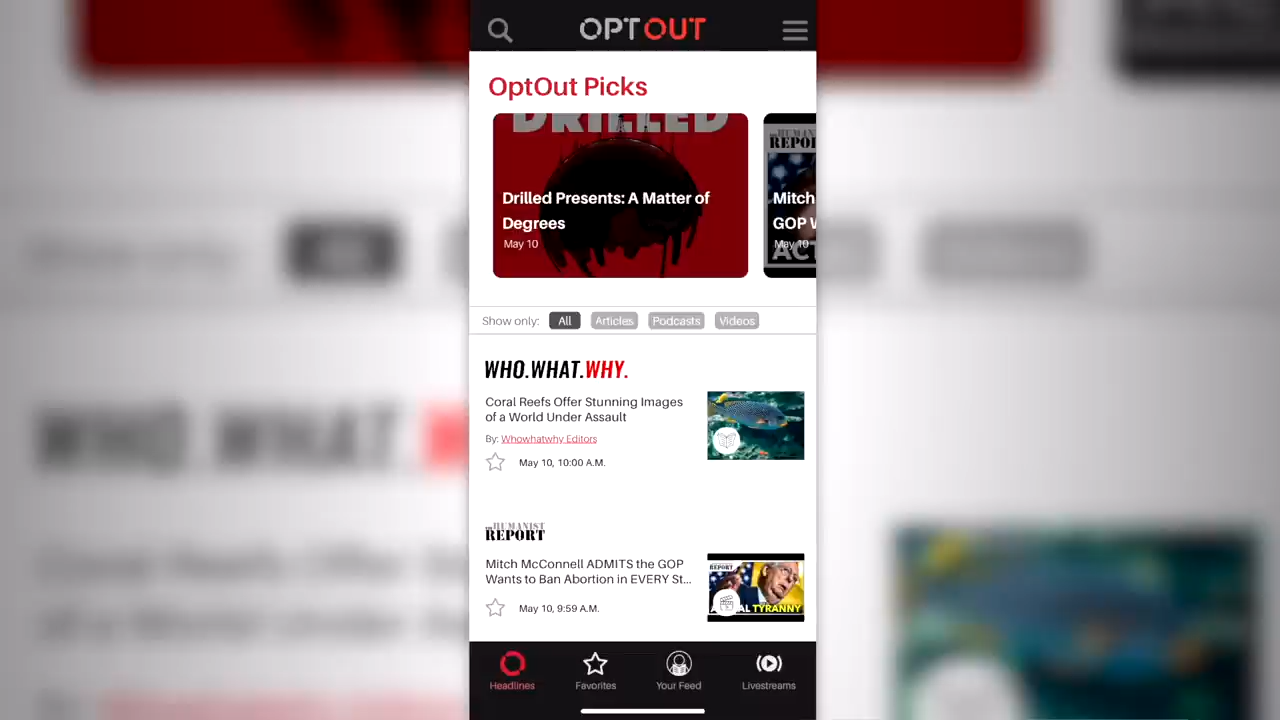 OPTOUT
OptOut Picks
DRILLED
Drilled Presents: A Matter of
Degrees
May 10
REPOR
Mitch
GOP
May 10
ACT
Show only:
All
Articles
Podcasts
Videos
WHO.WHAT.WHY.
Coral Reefs Offer Stunning Images
of a World Under Assault
By: Whowhatwhy Editors
May 10, 10:00 A.M.
THE HUMANIST
REPORT
Mitch McConnell ADMITS the GOP
Wants to Ban Abortion in EVERY St...
May 10, 9:59 A.M.
REPORT
TYRANNY
Headlines
Favorites
Your Feed
Livestreams